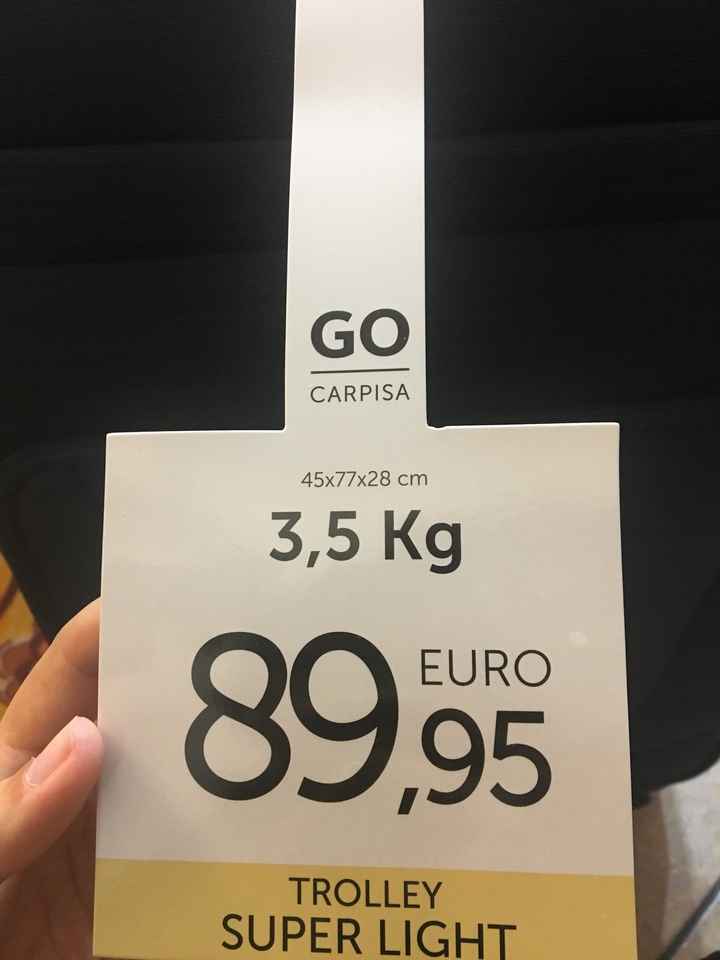 GO
CARPISA
45x77x28 cm
3,5 Kg
89,95 EURO
TROLLEY
SUPER LIGHT